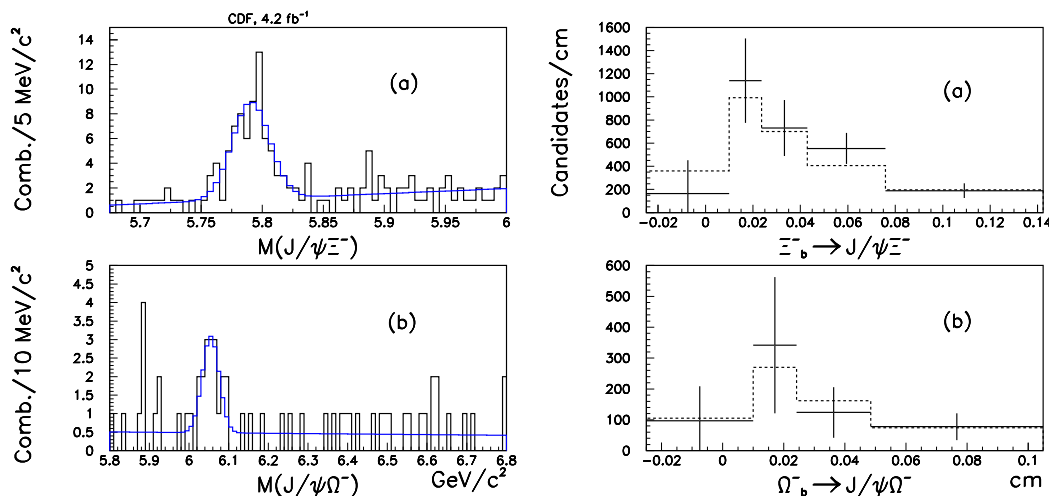 CDF, 4.2 fb⁻¹
Comb./5 MeV/c²
14
12
10
8
6
4
2
0
(a)
5.7 5.75 5.8 5.85 5.9 5.95 6
M(J/ψΞ⁻)
Candidates/cm
1600
1400
1200
1000
800
600
400
200
0
(a)
-0.02 0 0.02 0.04 0.06 0.08 0.1 0.12 0.14
Ξ⁻b→J/ψΞ⁻
Comb./10 MeV/c²
5
4.5
4
3.5
3
2.5
2
1.5
1
0.5
0
(b)
5.8 5.9 6 6.1 6.2 6.3 6.4 6.5 6.6 6.7 6.8
M(J/ψΩ⁻) GeV/c²
600
500
400
300
200
100
0
(b)
-0.02 0 0.02 0.04 0.06 0.08 0.1
Ω⁻b→J/ψΩ⁻ cm